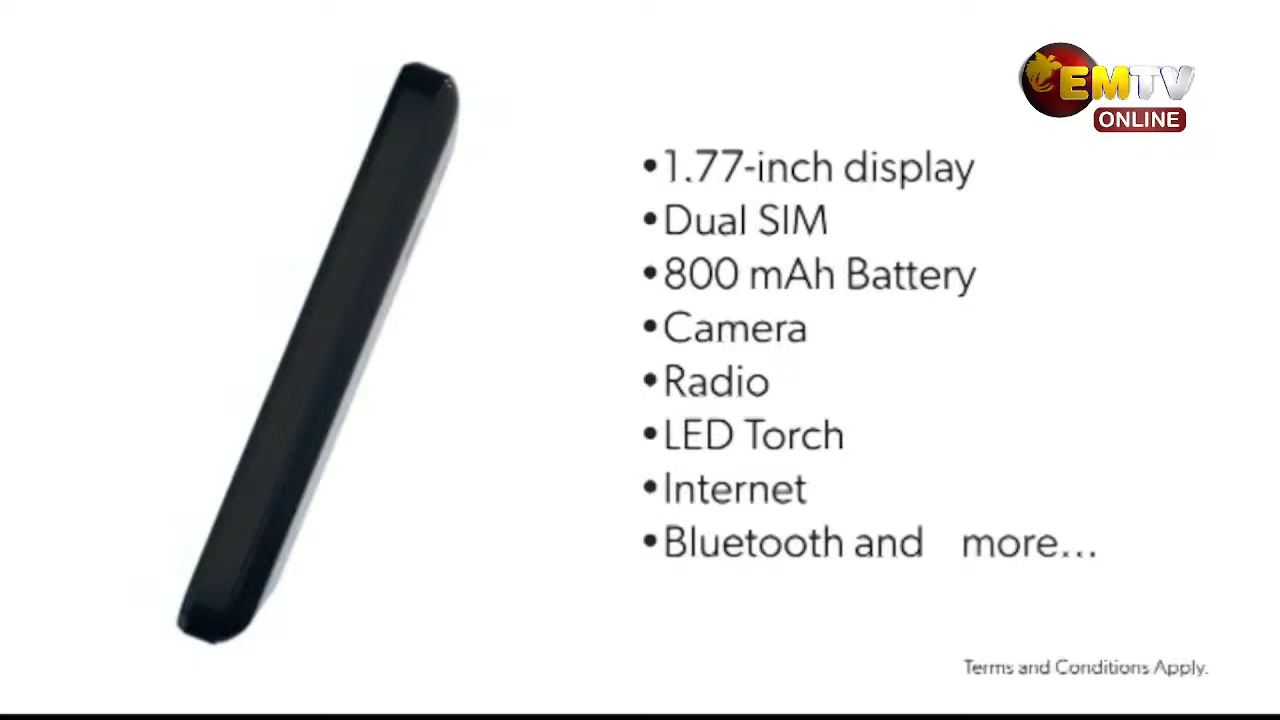 EMTV
ONLINE
•1.77-inch display
•Dual SIM
•800 mAh Battery
•Camera
•Radio
•LED Torch
•Internet
•Bluetooth and more...
Terms and Conditions Apply.